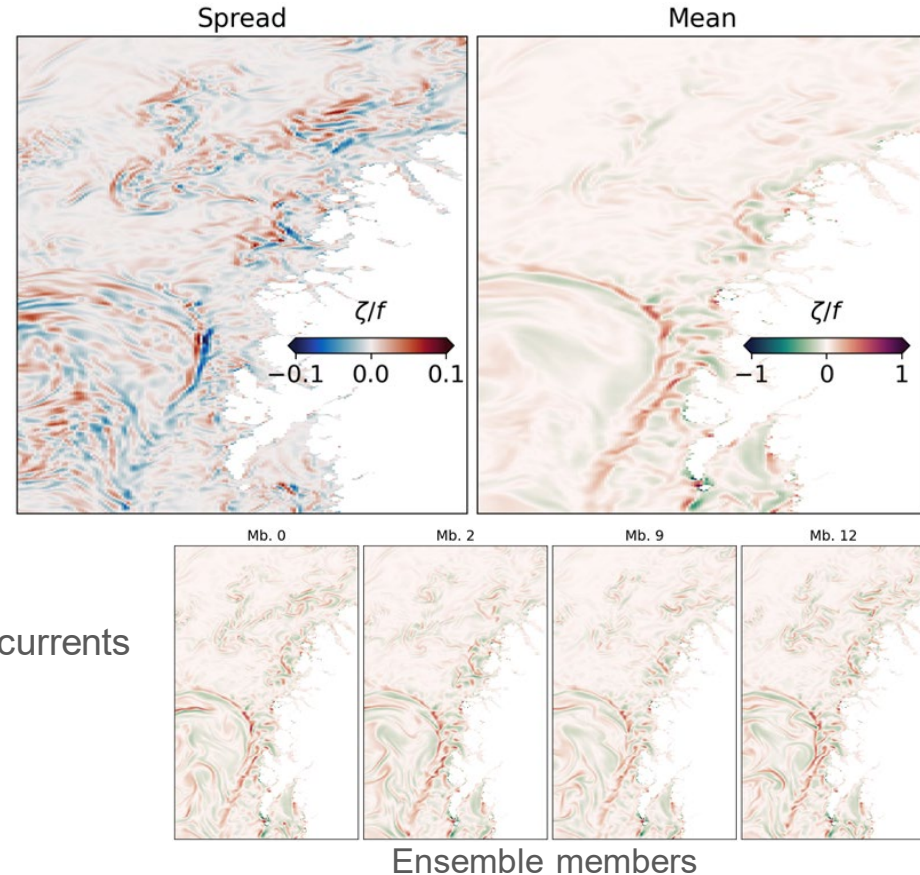 Spread
Mean
ζ/f
−0.1 0.0 0.1
ζ/f
−1 0 1
Mb. 0
Mb. 2
Mb. 9
Mb. 12
currents
Ensemble members